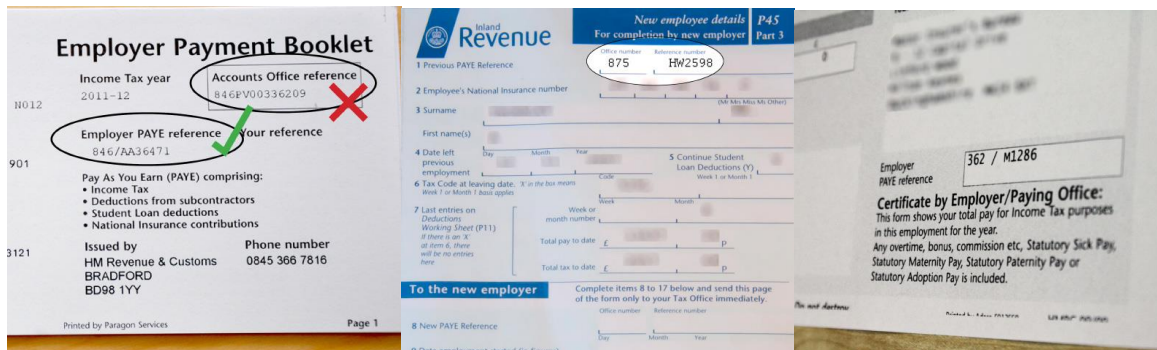 Employer Payment Booklet
Income Tax year
Accounts Office reference
2011-12
846PV00336209
N012
Employer PAYE reference
Your reference
846/AA36471
901
Pay As You Earn (PAYE) comprising:
• Income Tax
• Deductions from subcontractors
• Student Loan deductions
• National Insurance contributions
3121
Issued by
Phone number
HM Revenue & Customs
0845 366 7816
BRADFORD
BD98 1YY
Printed by Paragon Services
Page 1
Inland
Revenue
New employee details
For completion by new employer
P45
Part 3
Office number
Reference number
1 Previous PAYE Reference
875
HW2598
2 Employee's National Insurance number
(Mr Mrs Miss Ms Other)
3 Surname
First name(s)
4 Date left
previous
employment
Day
Month
Year
5 Continue Student
Loan Deductions (Y)
Code
Week 1 or Month 1
6 Tax Code at leaving date. 'X' in the box means
Week 1 or Month 1 basis applies
Week
Month
7 Last entries on
Deductions
Working Sheet (P11)
If there is an 'X'
at item 6, there
will be no entries
here
Week or
month number
Total pay to date
£
p
Total tax to date
£
p
To the new employer
Complete items 8 to 17 below and send this page
of the form only to your Tax Office immediately.
Office number
Reference number
8 New PAYE Reference
Day
Month
Year
0
Employer
PAYE reference
362 / M1286
Certificate by Employer/Paying Office:
This form shows your total pay for Income Tax purposes
in this employment for the year.
Any overtime, bonus, commission etc, Statutory Sick Pay,
Statutory Maternity Pay, Statutory Paternity Pay or
Statutory Adoption Pay is included.